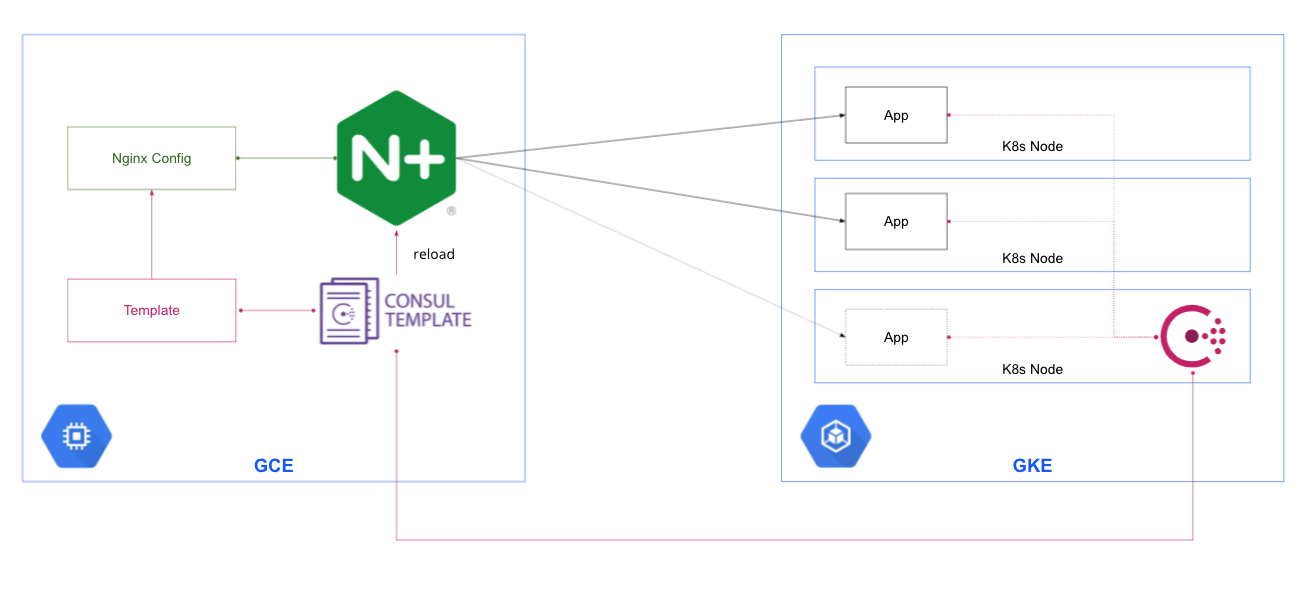 Nginx Config
N+
®
reload
Template
CONSUL
TEMPLATE
GCE
App
K8s Node
App
K8s Node
App
K8s Node
GKE